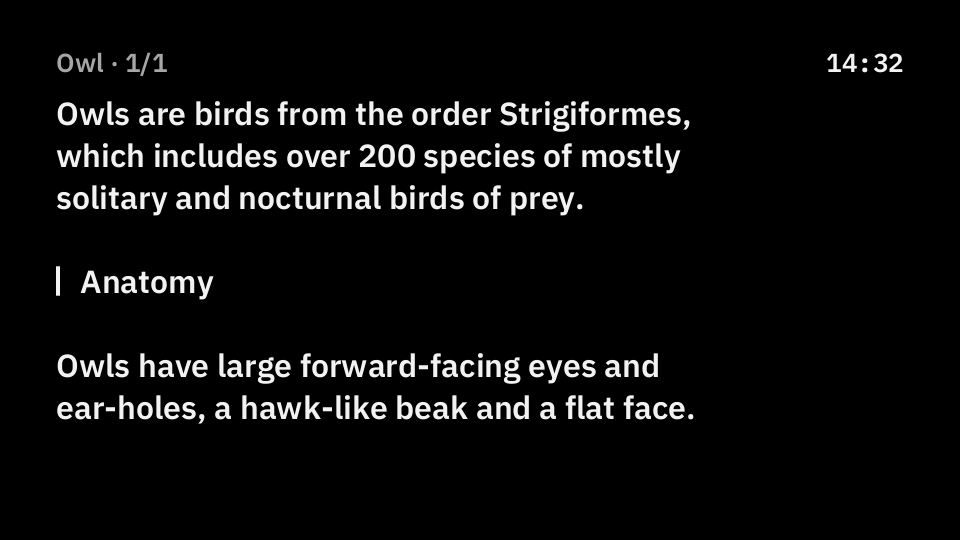 Owl · 1/1
14:32
Owls are birds from the order Strigiformes,
which includes over 200 species of mostly
solitary and nocturnal birds of prey.
Anatomy
Owls have large forward-facing eyes and
ear-holes, a hawk-like beak and a flat face.